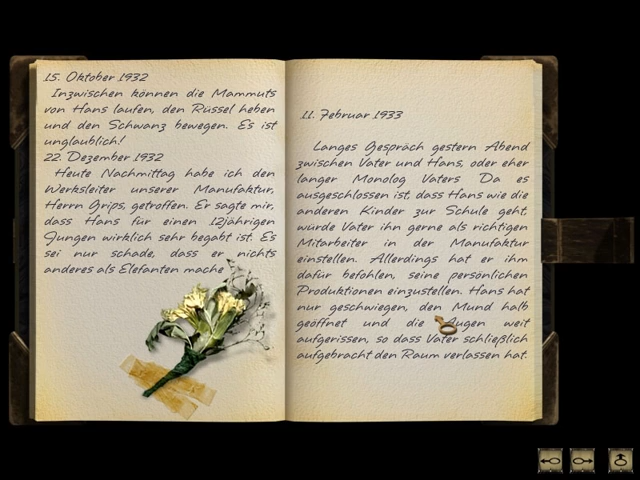 15. Oktober 1932
Inzwischen können die Mammuts
von Hans laufen, den Rüssel heben
und den Schwanz bewegen. Es ist
unglaublich!
22. Dezember 1932
Heute Nachmittag habe ich den
Werksleiter unserer Manufaktur,
Herrn Grips, getroffen. Er sagte mir,
dass Hans für einen 12jährigen
Jungen wirklich sehr begabt ist. Es
sei nur schade, dass er nichts
anderes als Elefanten mache
11. Februar 1933
Langes Gespräch gestern Abend
zwischen Vater und Hans, oder eher
langer Monolog Vaters Da es
ausgeschlossen ist, dass Hans wie die
anderen Kinder zur Schule geht,
würde Vater ihn gerne als richtigen
Mitarbeiter in der Manufaktur
einstellen. Allerdings hat er ihm
dafür befohlen, seine persönlichen
Produktionen einzustellen. Hans hat
nur geschwiegen, den Mund halb
geöffnet und die Augen weit
aufgerissen, so dass Vater schließlich
aufgebracht den Raum verlassen hat.